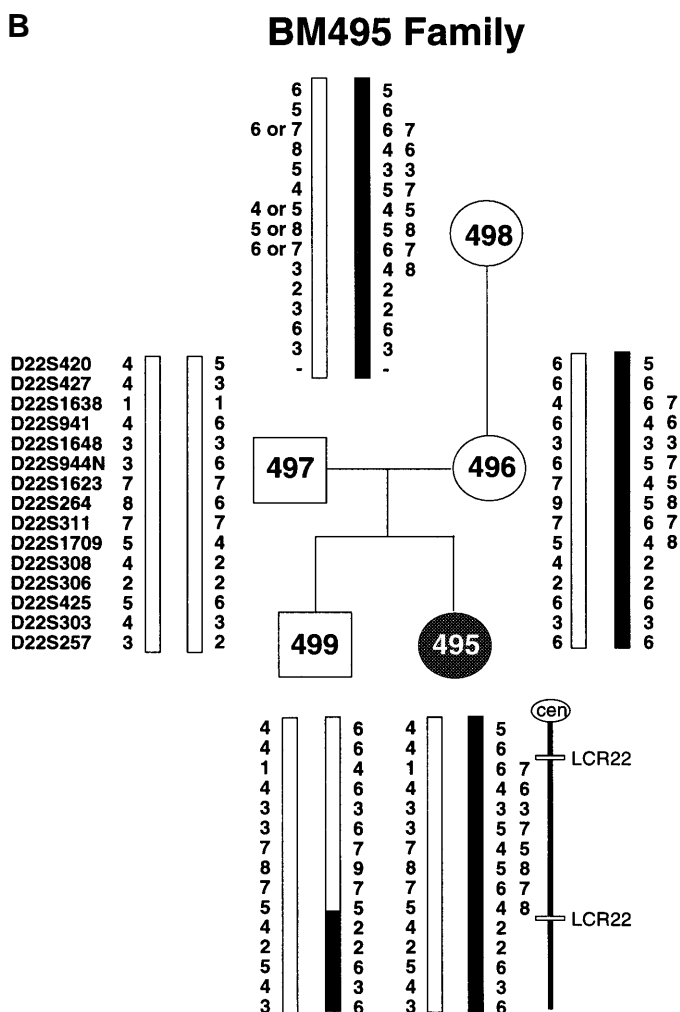 B
BM495 Family
6 5
5 6
6 or 7 6 7
8 4 6
5 3 3
4 5 7
4 or 5 4 5
5 or 8 5 8
6 or 7 6 7
3 4 8
2 2
3 2
6 6
3 3
- -
498
D22S420 4 5
D22S427 4 3
D22S1638 1 1
D22S941 4 6
D22S1648 3 3
D22S944N 3 6
D22S1623 7 7
D22S264 8 6
D22S311 7 7
D22S1709 5 4
D22S308 4 2
D22S306 2 2
D22S425 5 6
D22S303 4 3
D22S257 3 2
497
496
6 5
6 6
4 6 7
6 4 6
3 3 3
6 5 7
7 4 5
9 5 8
7 6 7
5 4 8
4 2
2 2
6 6
3 3
6 6
499
495
4 6
4 6
1 4
4 6
3 3
3 6
7 7
8 9
7 7
5 5
4 2
2 2
5 6
4 3
3 6
4 5
4 6
1 6 7
4 4 6
3 3 3
3 5 7
7 4 5
8 5 8
7 6 7
5 4 8
4 2
2 2
5 6
4 3
3 6
cen
LCR22
LCR22